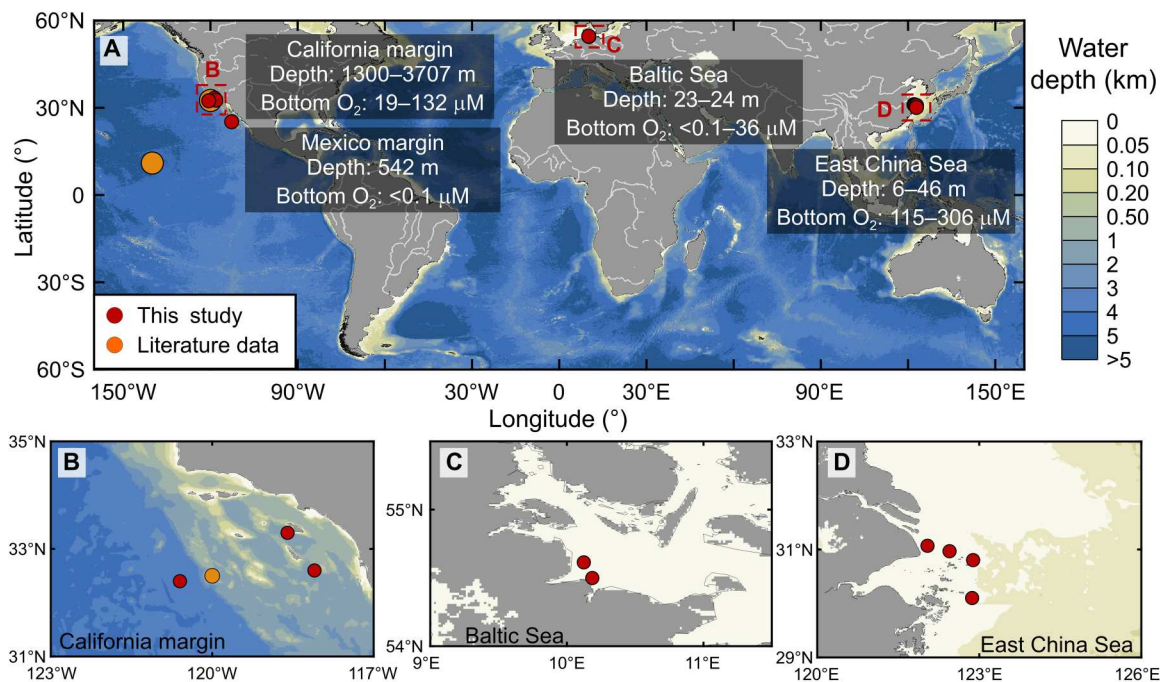 60°N
30°N
0
30°S
60°S
Latitude (°)
A
B
C
D
California margin
Depth: 1300–3707 m
Bottom O₂: 19–132 μM
Mexico margin
Depth: 542 m
Bottom O₂: <0.1 μM
Baltic Sea
Depth: 23–24 m
Bottom O₂: <0.1–36 μM
East China Sea
Depth: 6–46 m
Bottom O₂: 115–306 μM
This study
Literature data
150°W 90°W 30°W 0 30°E 90°E 150°E
Longitude (°)
Water
depth (km)
0
0.05
0.10
0.20
0.50
1
2
3
4
5
>5
35°N
33°N
31°N
B
California margin
123°W 120°W 117°W
55°N
54°N
C
Baltic Sea
9°E 10°E 11°E
33°N
31°N
29°N
D
East China Sea
120°E 123°E 126°E